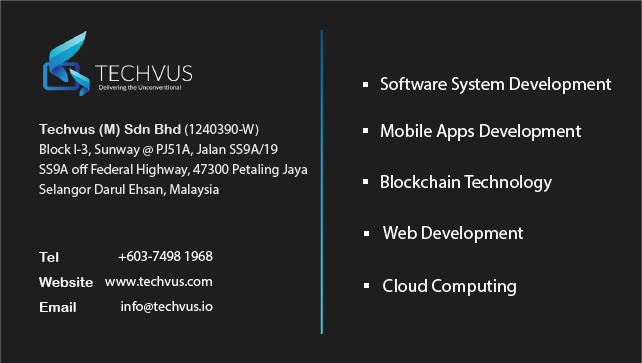 TECHVUS
Delivering the Unconventional
Techvus (M) Sdn Bhd (1240390-W)
Block I-3, Sunway @ PJ51A, Jalan SS9A/19
SS9A off Federal Highway, 47300 Petaling Jaya
Selangor Darul Ehsan, Malaysia
Tel +603-7498 1968
Website www.techvus.com
Email info@techvus.io
▪ Software System Development
▪ Mobile Apps Development
▪ Blockchain Technology
▪ Web Development
▪ Cloud Computing